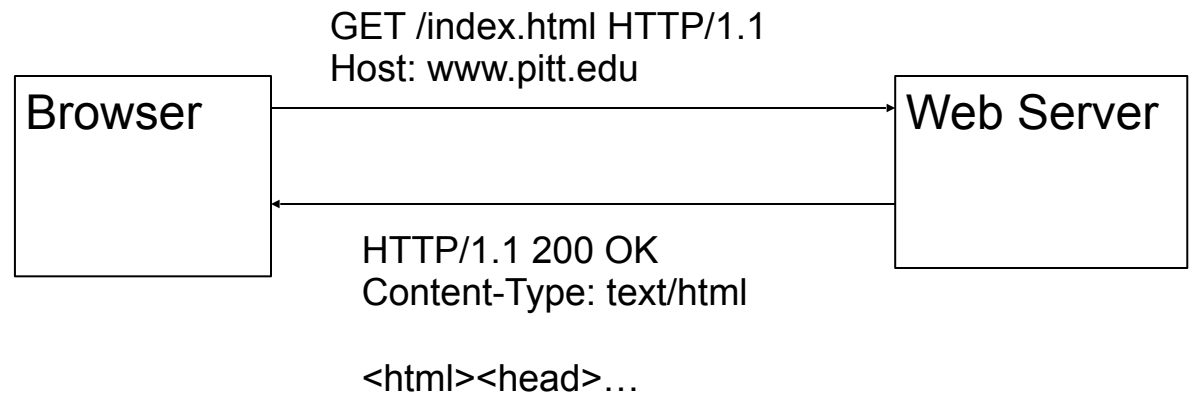 GET /index.html HTTP/1.1
Host: www.pitt.edu
Browser
Web Server
HTTP/1.1 200 OK
Content-Type: text/html
<html><head>…